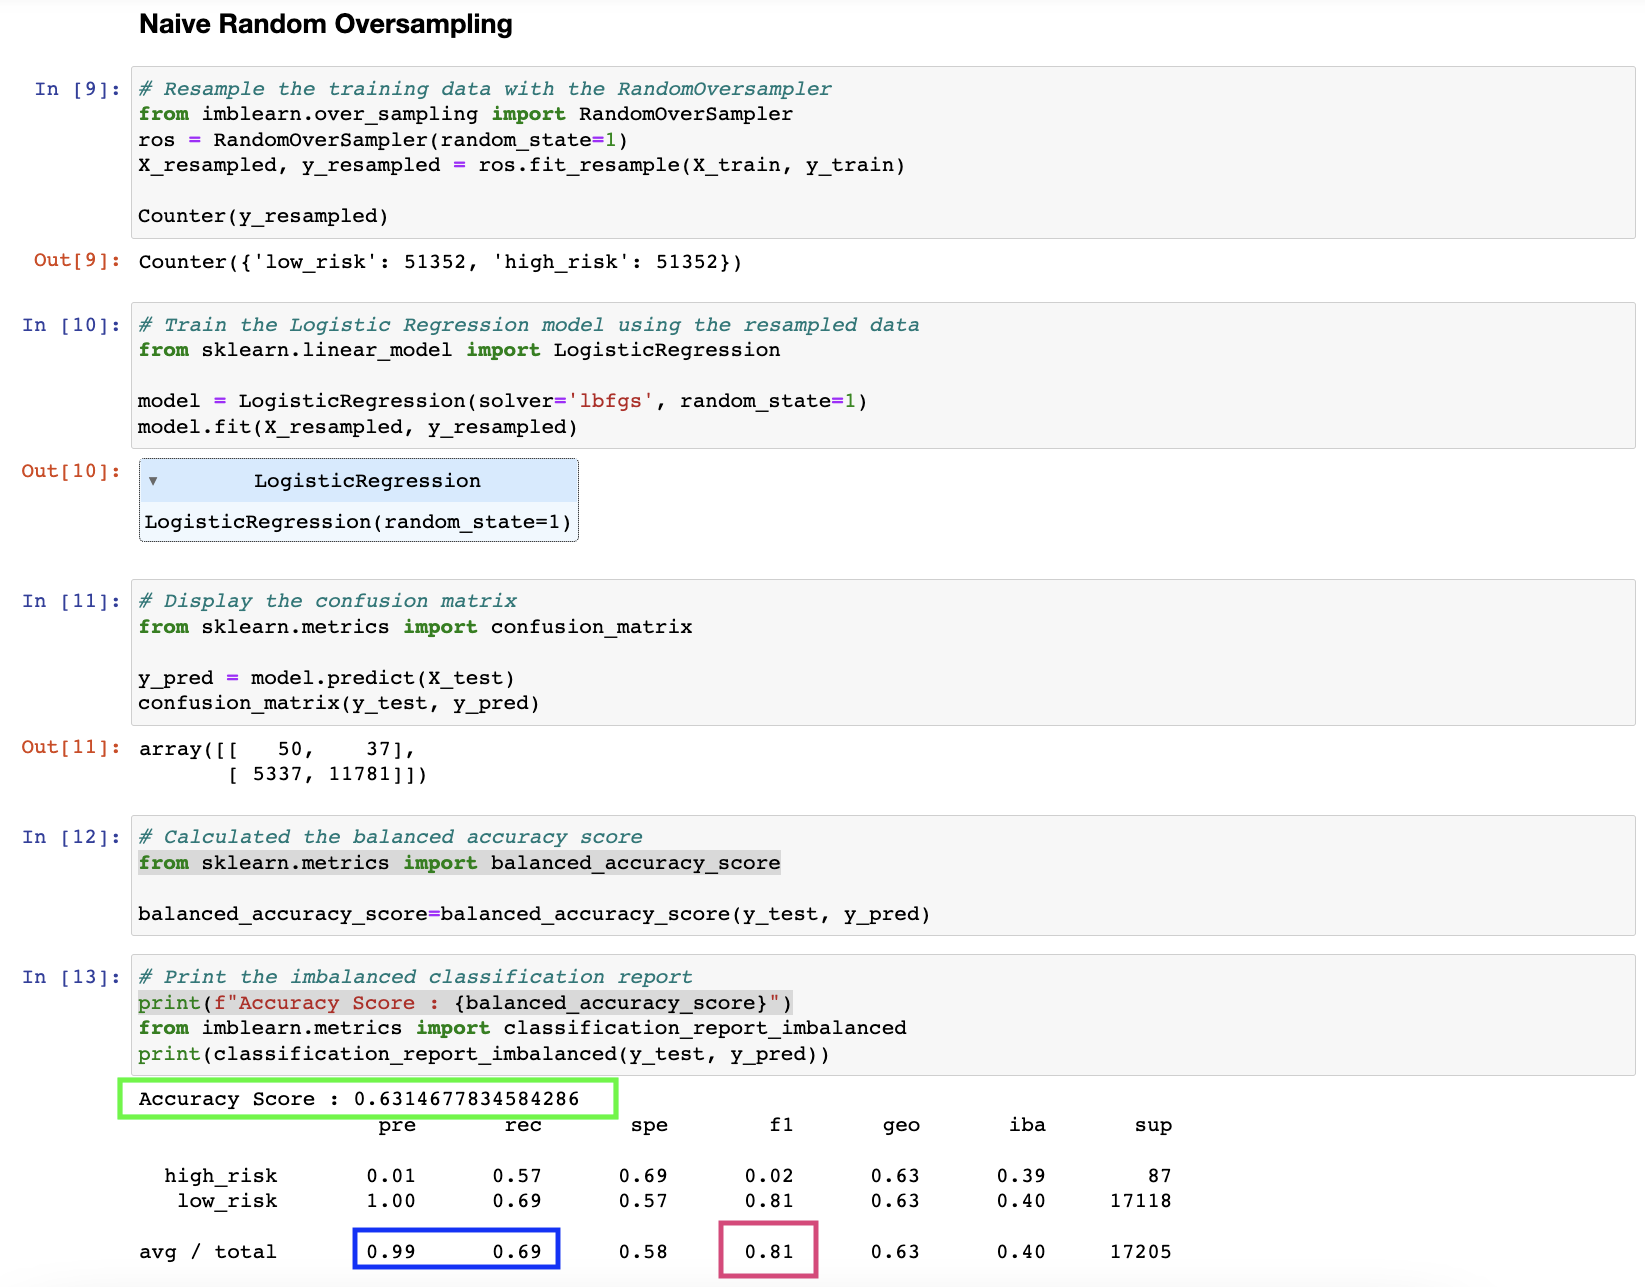 Naive Random Oversampling
In [9]:
# Resample the training data with the RandomOversampler
from imblearn.over_sampling import RandomOverSampler
ros = RandomOverSampler(random_state=1)
X_resampled, y_resampled = ros.fit_resample(X_train, y_train)
Counter(y_resampled)
Out[9]: Counter({'low_risk': 51352, 'high_risk': 51352})
In [10]:
# Train the Logistic Regression model using the resampled data
from sklearn.linear_model import LogisticRegression
model = LogisticRegression(solver='lbfgs', random_state=1)
model.fit(X_resampled, y_resampled)
Out[10]:
▾ LogisticRegression
LogisticRegression(random_state=1)
In [11]:
# Display the confusion matrix
from sklearn.metrics import confusion_matrix
y_pred = model.predict(X_test)
confusion_matrix(y_test, y_pred)
Out[11]: array([[   50,    37],
       [ 5337, 11781]])
In [12]:
# Calculated the balanced accuracy score
from sklearn.metrics import balanced_accuracy_score
balanced_accuracy_score=balanced_accuracy_score(y_test, y_pred)
In [13]:
# Print the imbalanced classification report
print(f"Accuracy Score : {balanced_accuracy_score}")
from imblearn.metrics import classification_report_imbalanced
print(classification_report_imbalanced(y_test, y_pred))
Accuracy Score : 0.6314677834584286
pre rec spe f1 geo iba sup
high_risk 0.01 0.57 0.69 0.02 0.63 0.39 87
low_risk 1.00 0.69 0.57 0.81 0.63 0.40 17118
avg / total 0.99 0.69 0.58 0.81 0.63 0.40 17205